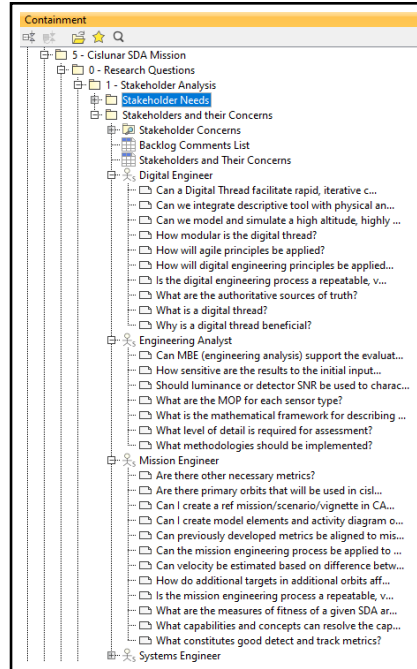 Containment
5 - Cislunar SDA Mission
0 - Research Questions
1 - Stakeholder Analysis
Stakeholder Needs
Stakeholders and their Concerns
Stakeholder Concerns
Backlog Comments List
Stakeholders and Their Concerns
Digital Engineer
Can a Digital Thread facilitate rapid, iterative c...
Can we integrate descriptive tool with physical an...
Can we model and simulate a high altitude, highly ...
How modular is the digital thread?
How will agile principles be applied?
How will digital engineering principles be applied...
Is the digital engineering process a repeatable, v...
What are the authoritative sources of truth?
What is a digital thread?
Why is a digital thread beneficial?
Engineering Analyst
Can MBE (engineering analysis) support the evaluat...
How sensitive are the results to the initial input...
Should luminance or detector SNR be used to charac...
What are the MOP for each sensor type?
What is the mathematical framework for describing ...
What level of detail is required for assessment?
What methodologies should be implemented?
Mission Engineer
Are there other necessary metrics?
Are there primary orbits that will be used in cisl...
Can I create a ref mission/scenario/vignette in CA...
Can I create model elements and activity diagram o...
Can previously developed metrics be aligned to mis...
Can the mission engineering process be applied to ...
Can velocity be estimated based on difference betw...
How do additional targets in additional orbits aff...
Is the mission engineering process a repeatable, v...
What are the measures of fitness of a given SDA ar...
What capabilities and concepts can resolve the cap...
What constitutes good detect and track metrics?
Systems Engineer